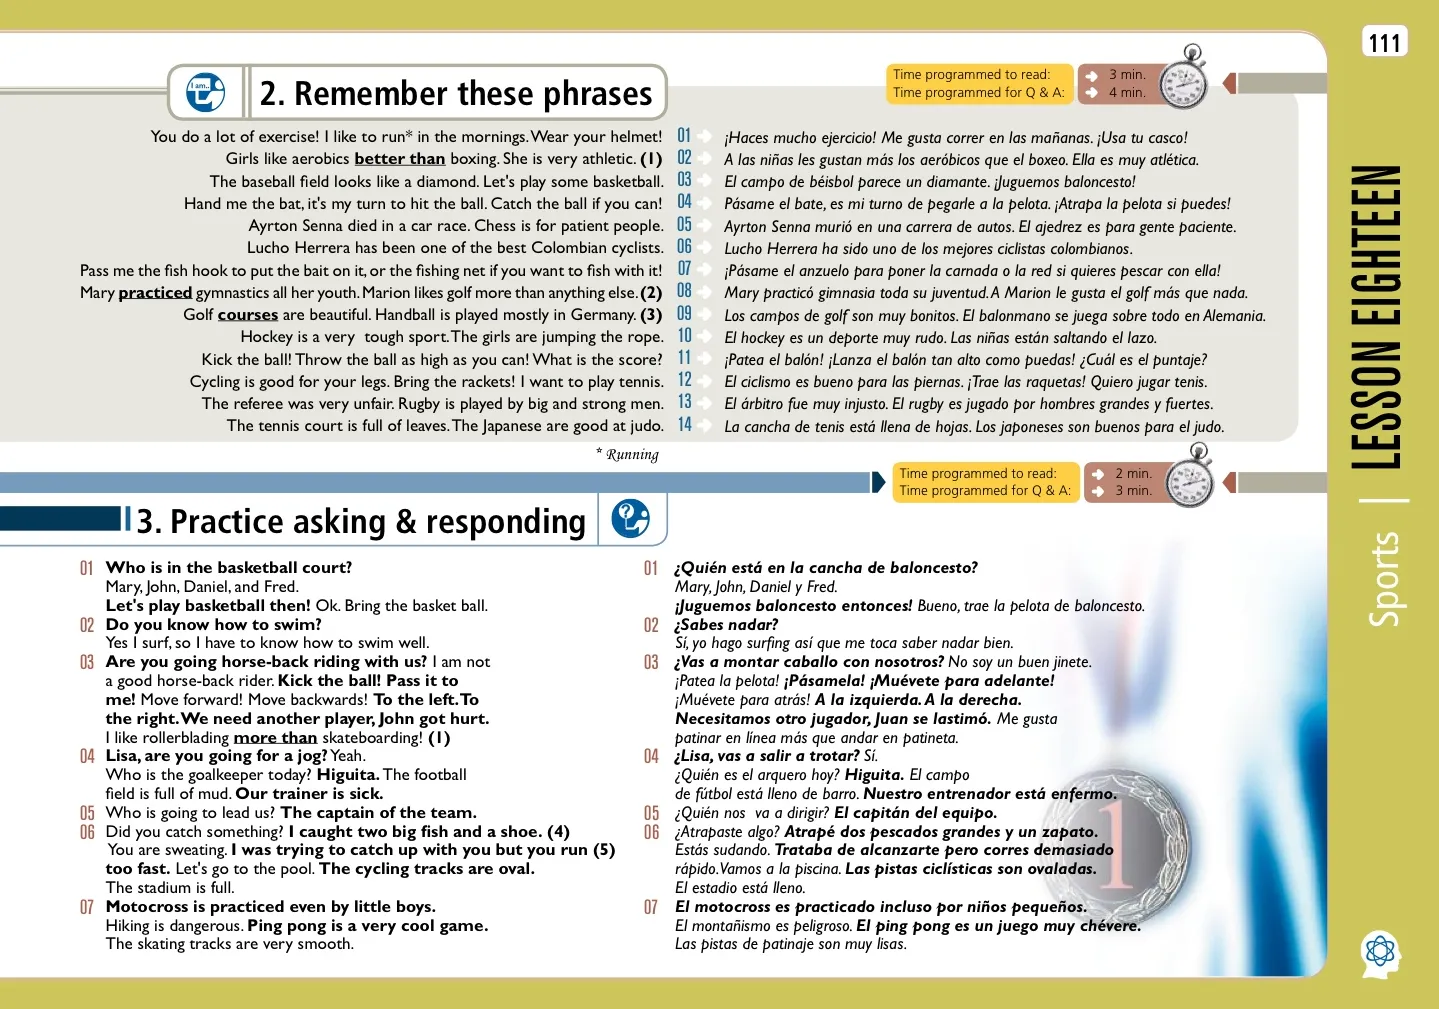 111
I am..
2. Remember these phrases
Time programmed to read: 3 min.
Time programmed for Q & A: 4 min.
You do a lot of exercise! I like to run* in the mornings. Wear your helmet! 01 ¡Haces mucho ejercicio! Me gusta correr en las mañanas. ¡Usa tu casco!
Girls like aerobics better than boxing. She is very athletic. (1) 02 A las niñas les gustan más los aeróbicos que el boxeo. Ella es muy atlética.
The baseball field looks like a diamond. Let's play some basketball. 03 El campo de béisbol parece un diamante. ¡Juguemos baloncesto!
Hand me the bat, it's my turn to hit the ball. Catch the ball if you can! 04 Pásame el bate, es mi turno de pegarle a la pelota. ¡Atrapa la pelota si puedes!
Ayrton Senna died in a car race. Chess is for patient people. 05 Ayrton Senna murió en una carrera de autos. El ajedrez es para gente paciente.
Lucho Herrera has been one of the best Colombian cyclists. 06 Lucho Herrera ha sido uno de los mejores ciclistas colombianos.
Pass me the fish hook to put the bait on it, or the fishing net if you want to fish with it! 07 ¡Pásame el anzuelo para poner la carnada o la red si quieres pescar con ella!
Mary practiced gymnastics all her youth. Marion likes golf more than anything else. (2) 08 Mary practicó gimnasia toda su juventud. A Marion le gusta el golf más que nada.
Golf courses are beautiful. Handball is played mostly in Germany. (3) 09 Los campos de golf son muy bonitos. El balonmano se juega sobre todo en Alemania.
Hockey is a very tough sport. The girls are jumping the rope. 10 El hockey es un deporte muy rudo. Las niñas están saltando el lazo.
Kick the ball! Throw the ball as high as you can! What is the score? 11 ¡Patea el balón! ¡Lanza el balón tan alto como puedas! ¿Cuál es el puntaje?
Cycling is good for your legs. Bring the rackets! I want to play tennis. 12 El ciclismo es bueno para las piernas. ¡Trae las raquetas! Quiero jugar tenis.
The referee was very unfair. Rugby is played by big and strong men. 13 El árbitro fue muy injusto. El rugby es jugado por hombres grandes y fuertes.
The tennis court is full of leaves. The Japanese are good at judo. 14 La cancha de tenis está llena de hojas. Los japoneses son buenos para el judo.
* Running
Time programmed to read: 2 min.
Time programmed for Q & A: 3 min.
3. Practice asking & responding
?
01 Who is in the basketball court?
Mary, John, Daniel, and Fred.
Let's play basketball then! Ok. Bring the basket ball.
02 Do you know how to swim?
Yes I surf, so I have to know how to swim well.
03 Are you going horse-back riding with us? I am not
a good horse-back rider. Kick the ball! Pass it to
me! Move forward! Move backwards! To the left. To
the right. We need another player, John got hurt.
I like rollerblading more than skateboarding! (1)
04 Lisa, are you going for a jog? Yeah.
Who is the goalkeeper today? Higuita. The football
field is full of mud. Our trainer is sick.
05 Who is going to lead us? The captain of the team.
06 Did you catch something? I caught two big fish and a shoe. (4)
You are sweating. I was trying to catch up with you but you run (5)
too fast. Let's go to the pool. The cycling tracks are oval.
The stadium is full.
07 Motocross is practiced even by little boys.
Hiking is dangerous. Ping pong is a very cool game.
The skating tracks are very smooth.
01 ¿Quién está en la cancha de baloncesto?
Mary, John, Daniel y Fred.
¡Juguemos baloncesto entonces! Bueno, trae la pelota de baloncesto.
02 ¿Sabes nadar?
Sí, yo hago surfing así que me toca saber nadar bien.
03 ¿Vas a montar caballo con nosotros? No soy un buen jinete.
¡Patea la pelota! ¡Pásamela! ¡Muévete para adelante!
¡Muévete para atrás! A la izquierda. A la derecha.
Necesitamos otro jugador, Juan se lastimó. Me gusta
patinar en línea más que andar en patineta.
04 ¿Lisa, vas a salir a trotar? Sí.
¿Quién es el arquero hoy? Higuita. El campo
de fútbol está lleno de barro. Nuestro entrenador está enfermo.
05 ¿Quién nos va a dirigir? El capitán del equipo.
06 ¿Atrapaste algo? Atrapé dos pescados grandes y un zapato.
Estás sudando. Trataba de alcanzarte pero corres demasiado
rápido. Vamos a la piscina. Las pistas ciclísticas son ovaladas.
El estadio está lleno.
07 El motocross es practicado incluso por niños pequeños.
El montañismo es peligroso. El ping pong es un juego muy chévere.
Las pistas de patinaje son muy lisas.
1
Sports | LESSON EIGHTEEN